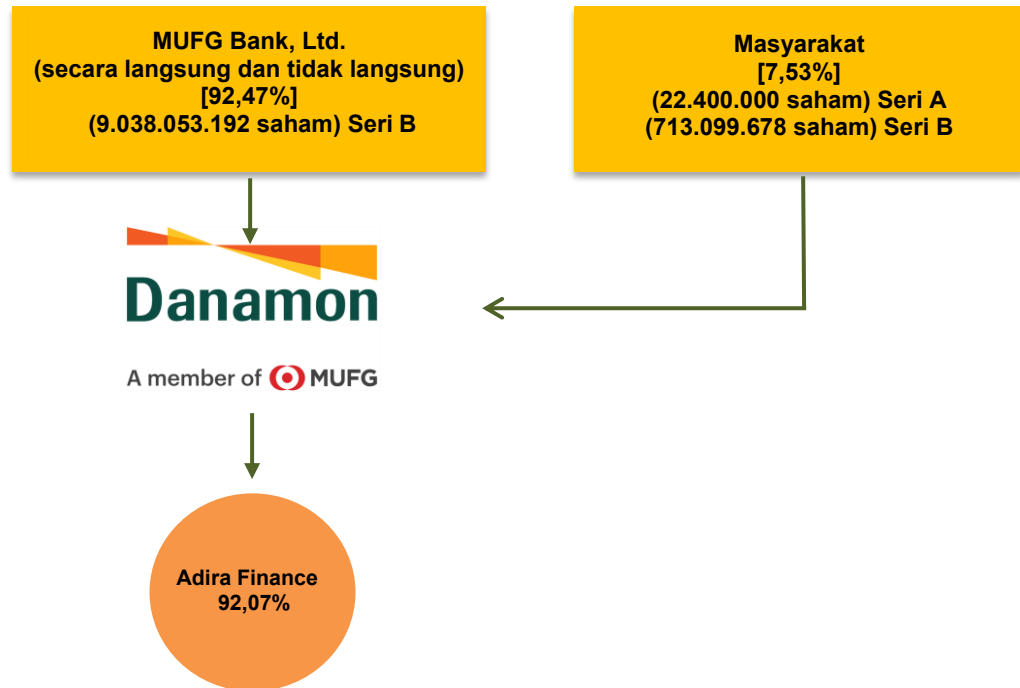 MUFG Bank, Ltd.
(secara langsung dan tidak langsung)
[92,47%]
(9.038.053.192 saham) Seri B
Masyarakat
[7,53%]
(22.400.000 saham) Seri A
(713.099.678 saham) Seri B
Danamon
A member of MUFG
Adira Finance
92,07%